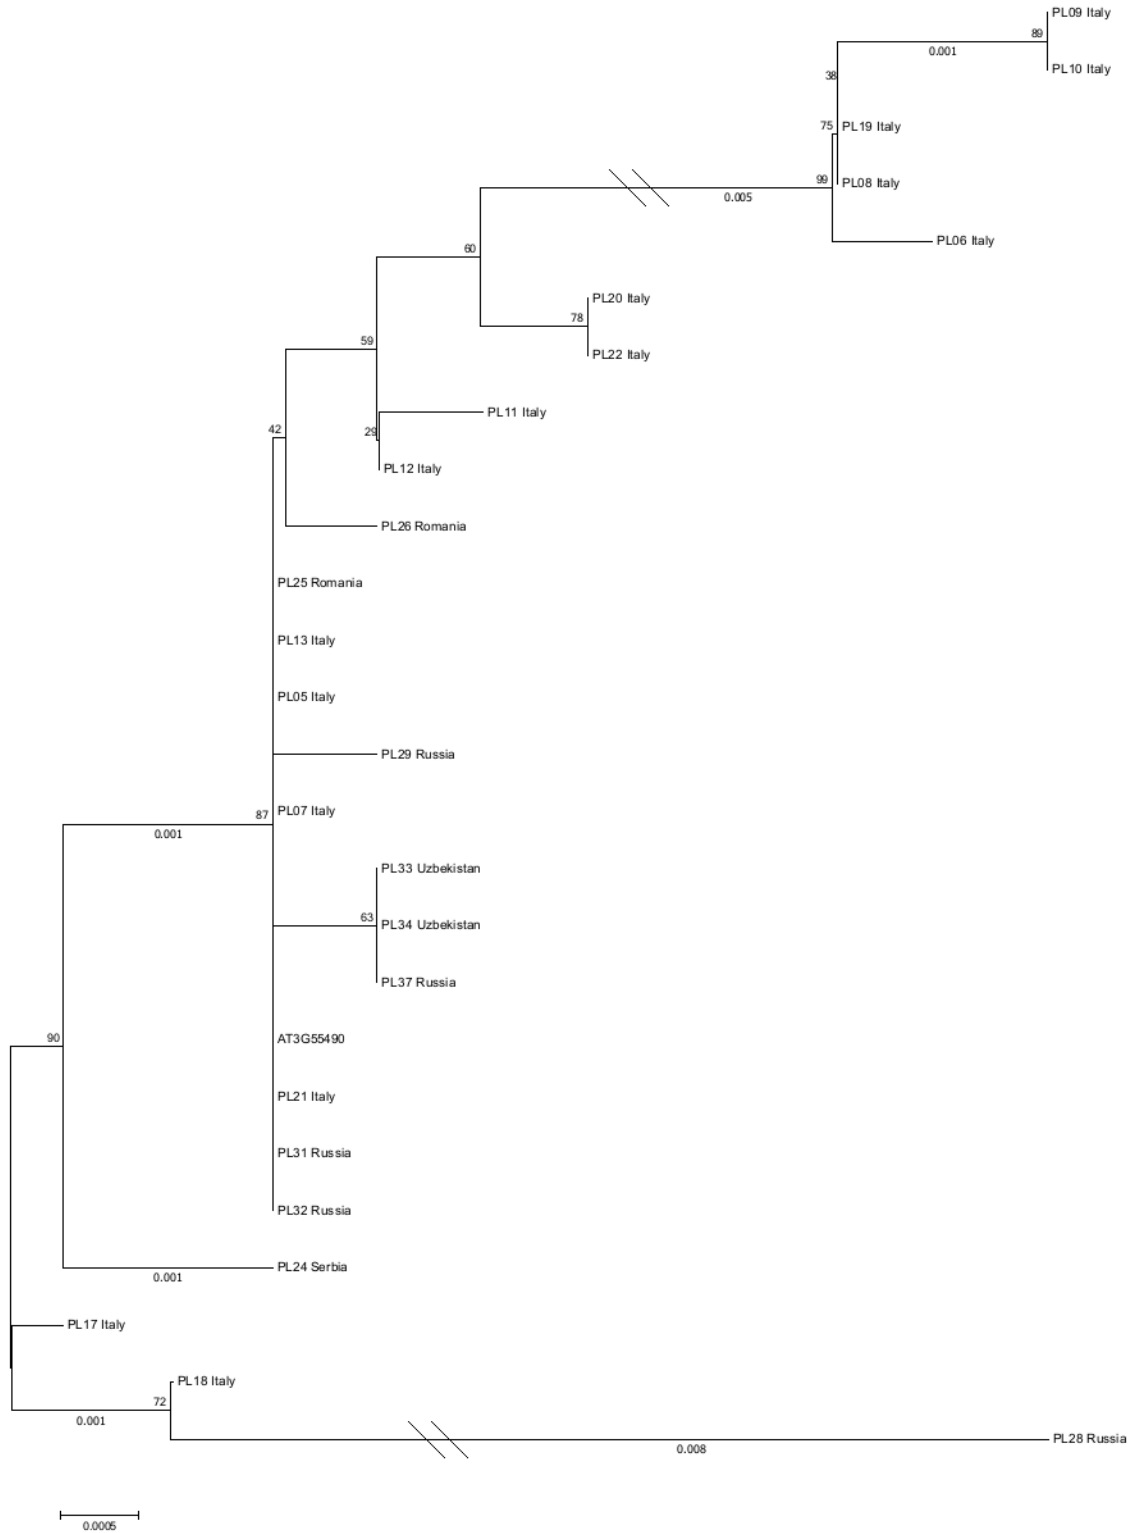 PL09 Italy
89
0.001
PL10 Italy
38
75
PL19 Italy
99
PL08 Italy
0.005
PL06 Italy
60
PL20 Italy
78
59
PL22 Italy
PL11 Italy
42
29
PL12 Italy
PL26 Romania
PL25 Romania
PL13 Italy
PL05 Italy
PL29 Russia
87
PL07 Italy
0.001
PL33 Uzbekistan
63
PL34 Uzbekistan
PL37 Russia
90
AT3G55490
PL21 Italy
PL31 Russia
PL32 Russia
PL24 Serbia
0.001
PL17 Italy
PL18 Italy
72
0.001
PL28 Russia
0.008
0.0005